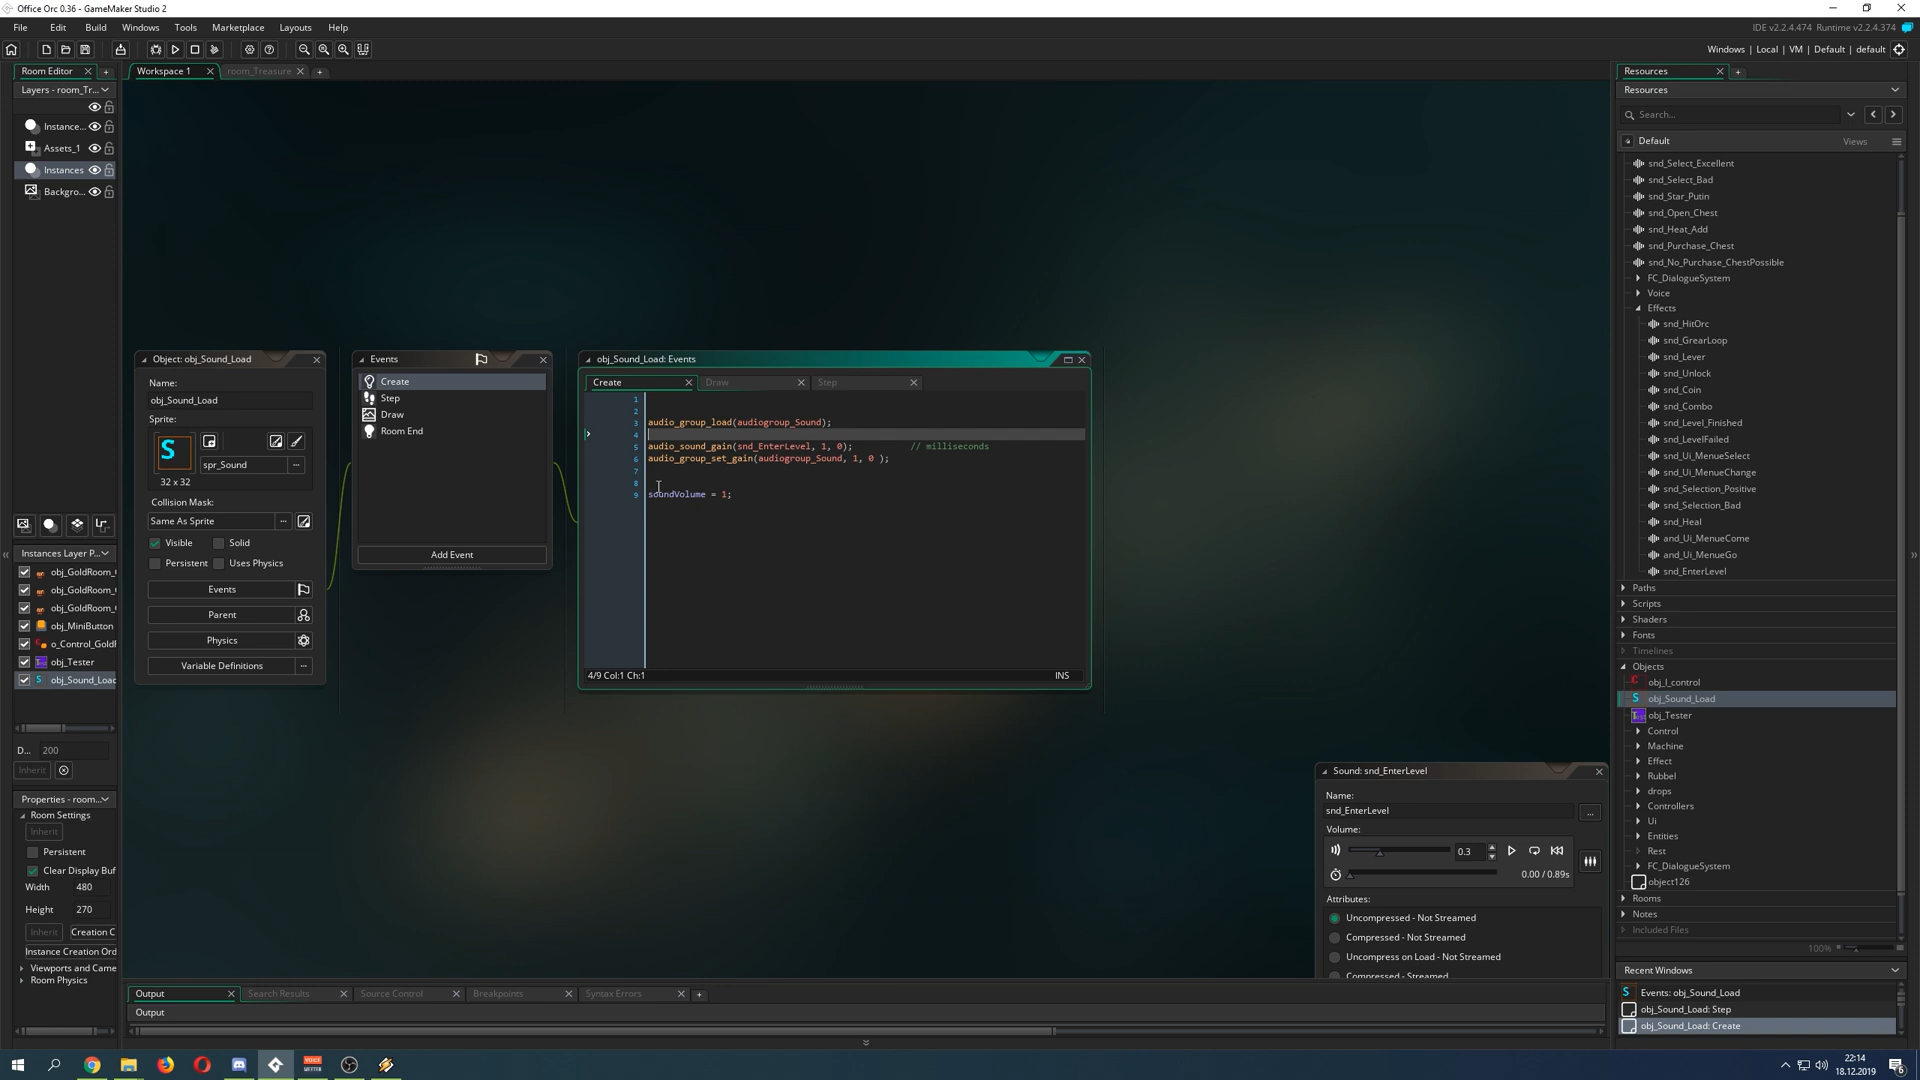 Office Orc 0.36 - GameMaker Studio 2
File Edit Build Windows Tools Marketplace Layouts Help
IDE v2.2.4.474 Runtime v2.2.4.374
Windows | Local | VM | Default | default
Room Editor
Workspace 1
room_Treasure
Resources
Layers - room_Tr...
Resources
Search...
Instance...
Assets_1
Instances
Backgro...
Default
Views
snd_Select_Excellent
snd_Select_Bad
snd_Star_Putin
snd_Open_Chest
snd_Heat_Add
snd_Purchase_Chest
snd_No_Purchase_ChestPossible
FC_DialogueSystem
Voice
Effects
snd_HitOrc
snd_GrearLoop
snd_Lever
snd_Unlock
snd_Coin
snd_Combo
snd_Level_Finished
snd_LevelFailed
snd_Ui_MenueSelect
snd_Ui_MenueChange
snd_Selection_Positive
snd_Selection_Bad
snd_Heal
and_Ui_MenueCome
and_Ui_MenueGo
snd_EnterLevel
Paths
Scripts
Shaders
Fonts
Timelines
Objects
obj_I_control
obj_Sound_Load
obj_Tester
Control
Machine
Effect
Rubbel
drops
Controllers
Ui
Entities
Rest
FC_DialogueSystem
object126
Rooms
Notes
Included Files
100%
Recent Windows
Events: obj_Sound_Load
obj_Sound_Load: Step
obj_Sound_Load: Create
Object: obj_Sound_Load
Name:
obj_Sound_Load
Sprite:
S
spr_Sound
...
32 x 32
Collision Mask:
Same As Sprite
...
Visible
Solid
Persistent
Uses Physics
Events
Parent
Physics
Variable Definitions
...
Events
Create
Step
Draw
Room End
Add Event
obj_Sound_Load: Events
Create
Draw
Step
1
2
3 audio_group_load(audiogroup_Sound);
4
5 audio_sound_gain(snd_EnterLevel, 1, 0); // milliseconds
6 audio_group_set_gain(audiogroup_Sound, 1, 0 );
7
8
9 soundVolume = 1;
4/9 Col:1 Ch:1
INS
Instances Layer P...
obj_GoldRoom_
obj_GoldRoom_
obj_GoldRoom_
obj_MiniButton
o_Control_Gold
obj_Tester
obj_Sound_Load
D... 200
Inherit
Properties - room...
Room Settings
Inherit
Persistent
Clear Display Buf
Width 480
Height 270
Inherit
Creation C
Instance Creation Ord
Viewports and Came
Room Physics
Sound: snd_EnterLevel
Name:
snd_EnterLevel
...
Volume:
0.3
0.00 / 0.89s
Attributes:
Uncompressed - Not Streamed
Compressed - Not Streamed
Uncompress on Load - Not Streamed
Compressed - Streamed
Output
Search Results
Source Control
Breakpoints
Syntax Errors
Output
22:14
18.12.2019
6